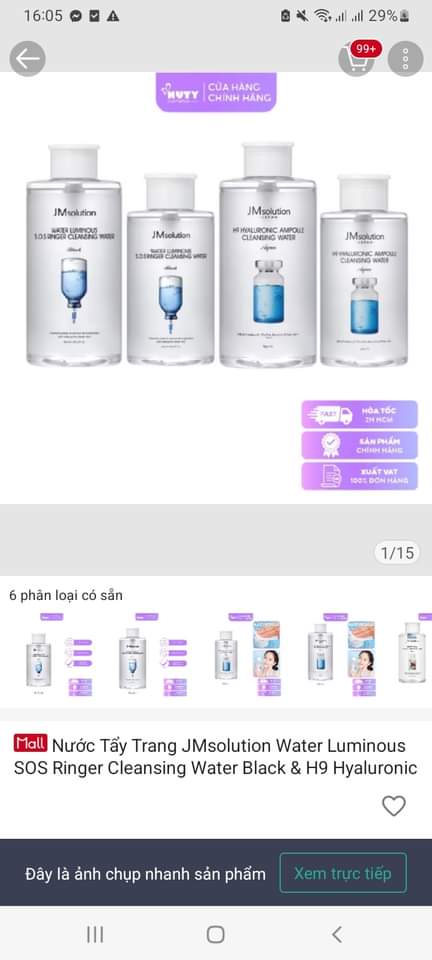 16:05
29%
99+
NUTY
CỬA HÀNG
CHÍNH HÃNG
JMsolution
WATER LUMINOUS
S.O.S RINGER CLEANSING WATER
Black
JMsolution
WATER LUMINOUS
S.O.S RINGER CLEANSING WATER
Black
JMsolution
JAPAN
H9 HYALURONIC AMPOULE
CLEANSING WATER
Aqua
JMsolution
JAPAN
H9 HYALURONIC AMPOULE
CLEANSING WATER
Aqua
FAST
HỎA TỐC
2H HCM
SẢN PHẨM
CHÍNH HÃNG
XUẤT VAT
100% ĐƠN HÀNG
1/15
6 phân loại có sẵn
Mall Nước Tẩy Trang JMsolution Water Luminous
SOS Ringer Cleansing Water Black & H9 Hyaluronic
Đây là ảnh chụp nhanh sản phẩm
Xem trực tiếp